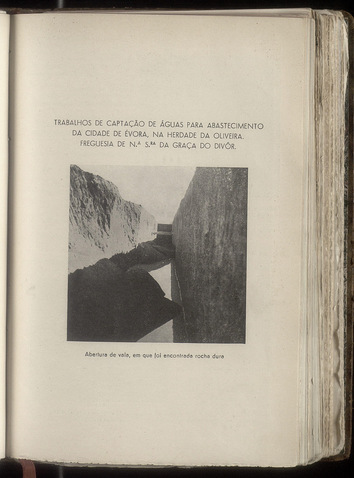 TRABALHOS DE CAPTAÇÃO DE ÁGUAS PARA ABASTECIMENTO
DA CIDADE DE ÉVORA, NA HERDADE DA OLIVEIRA.
FREGUESIA DE N.ª S.ʳᵃ DA GRAÇA DO DIVÔR.
Abertura de vala, em que foi encontrada rocha dura